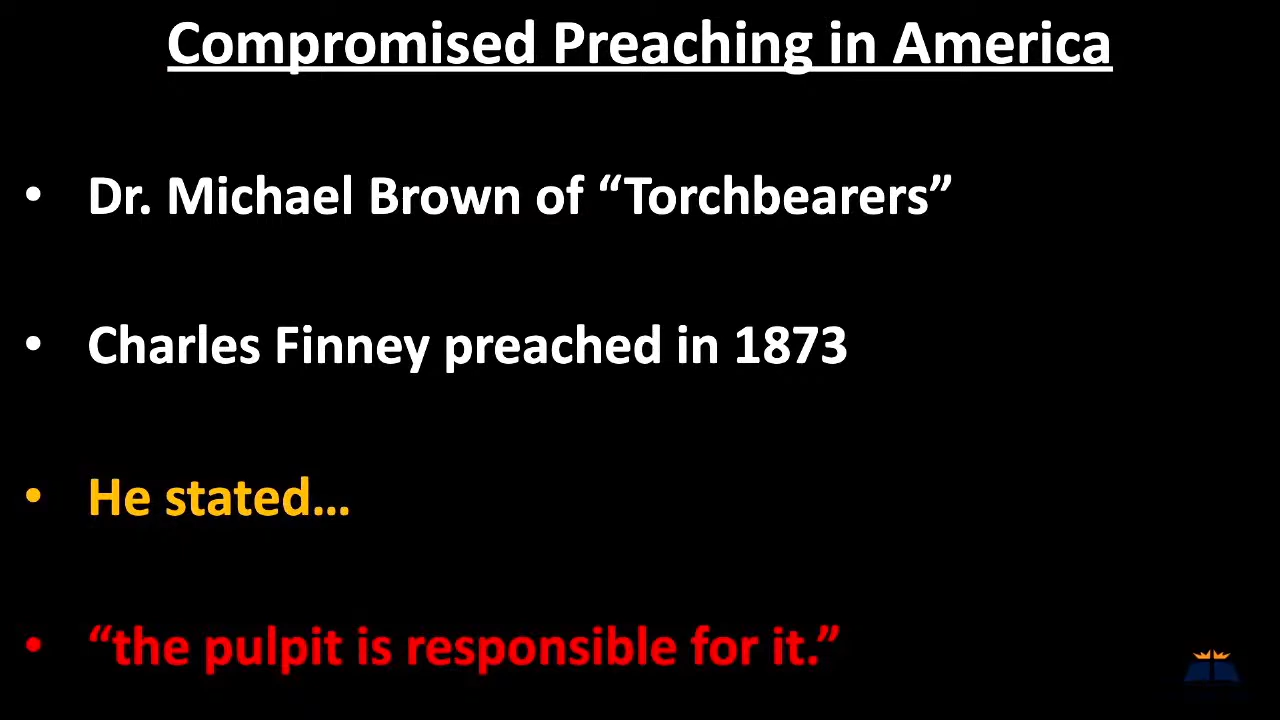 Compromised Preaching in America
• Dr. Michael Brown of “Torchbearers”
• Charles Finney preached in 1873
• He stated…
• “the pulpit is responsible for it.”